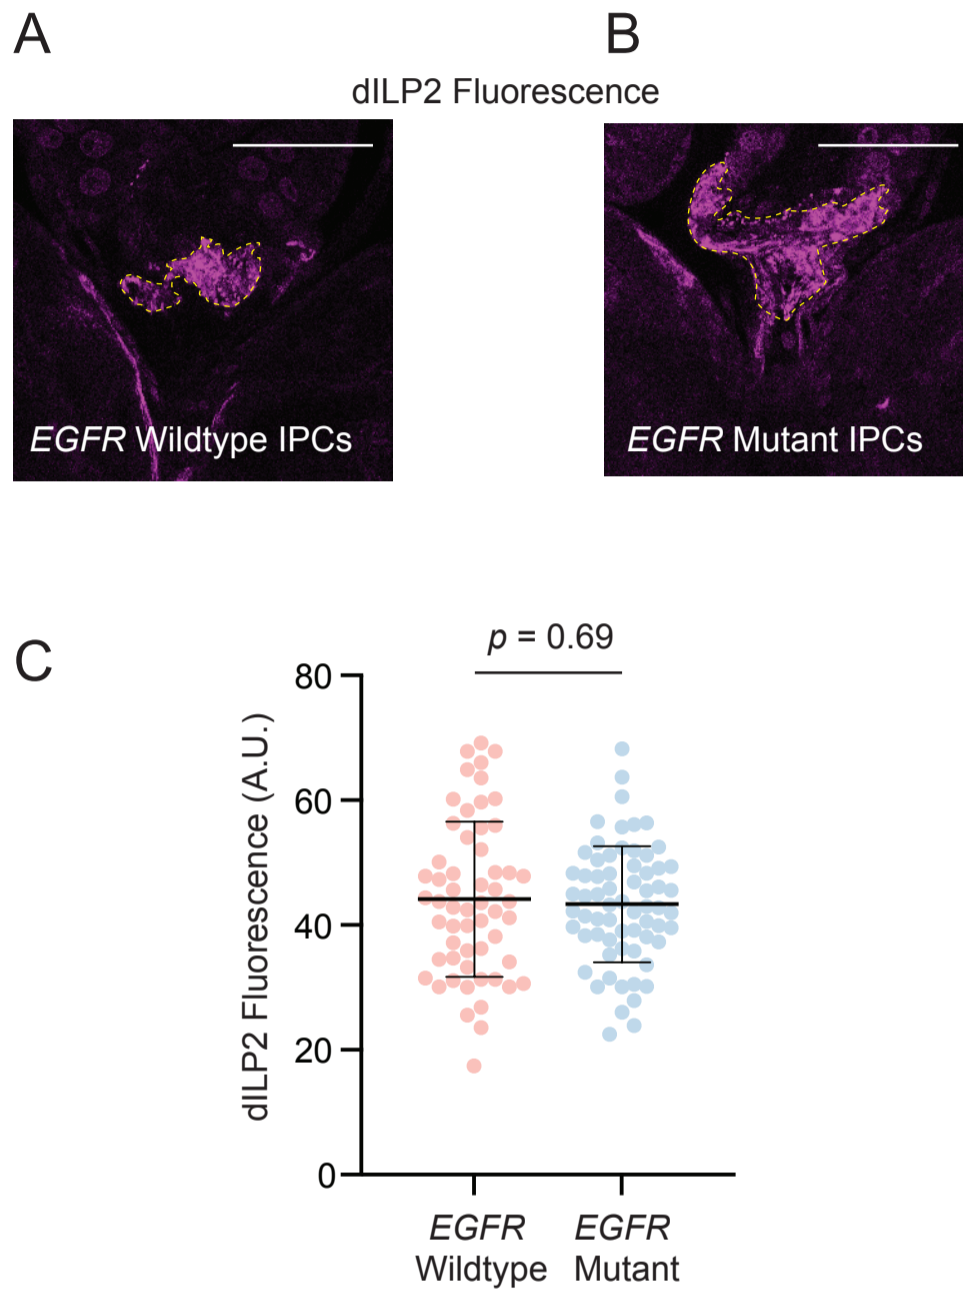 A
B
dILP2 Fluorescence
EGFR Wildtype IPCs
EGFR Mutant IPCs
C
p = 0.69
80
60
40
20
0
dILP2 Fluorescence (A.U.)
EGFR
Wildtype
EGFR
Mutant